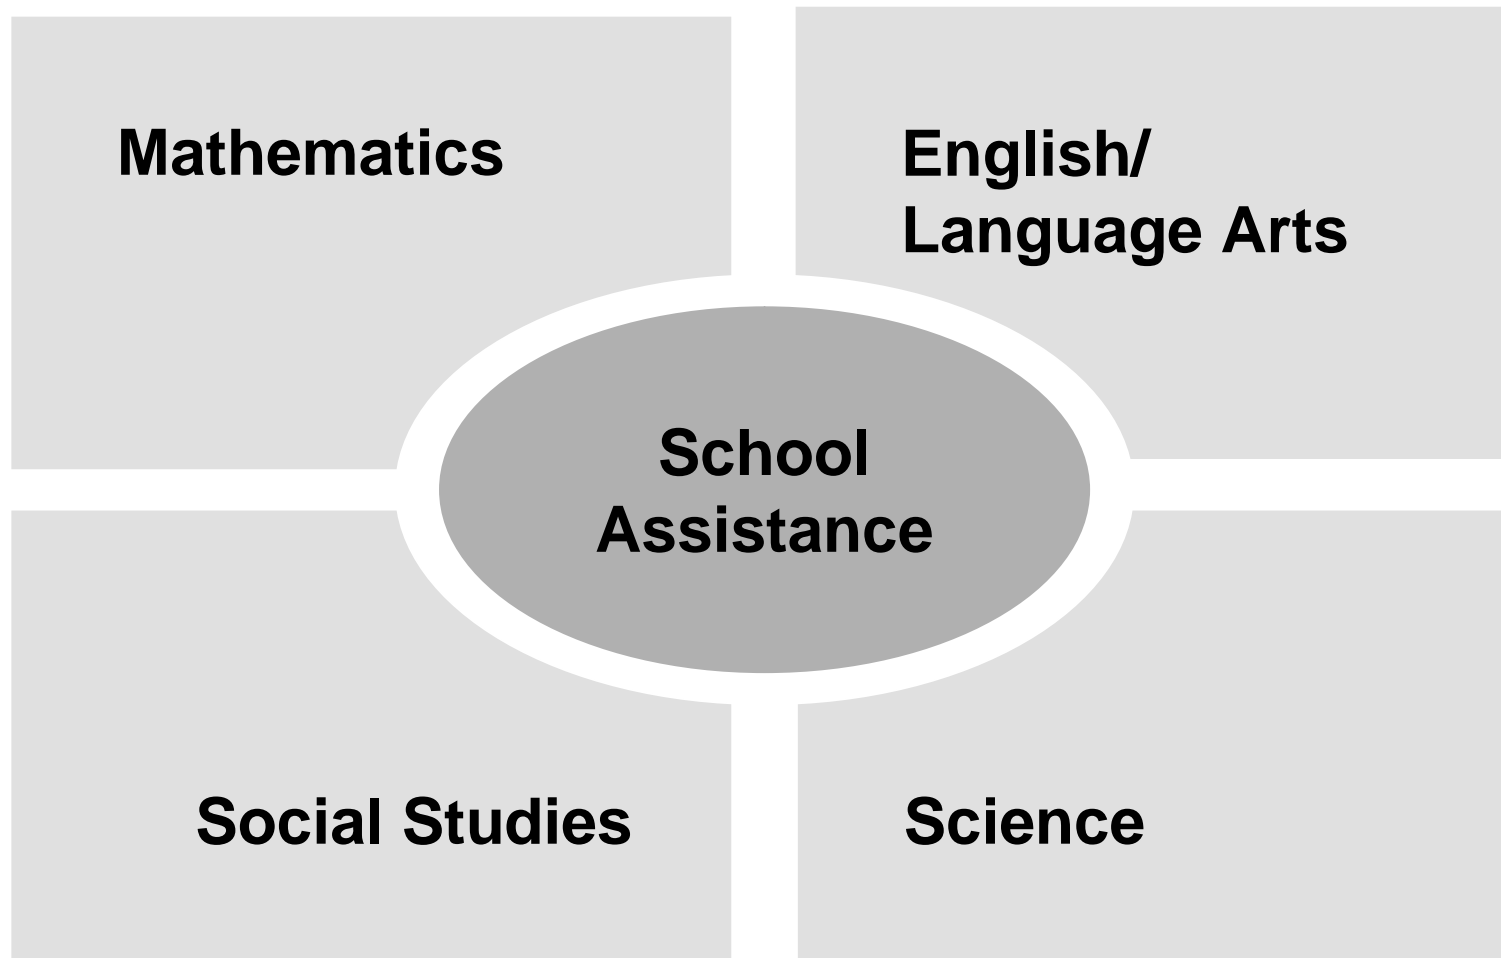 Mathematics
English/
Language Arts
School
Assistance
Social Studies
Science